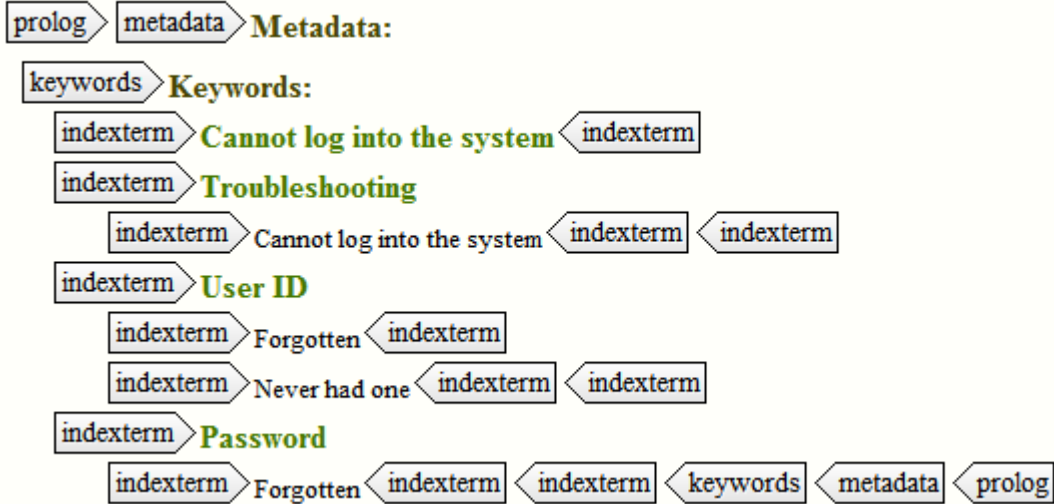 prolog metadata Metadata:
keywords Keywords:
indexterm Cannot log into the system indexterm
indexterm Troubleshooting
indexterm Cannot log into the system indexterm indexterm
indexterm User ID
indexterm Forgotten indexterm
indexterm Never had one indexterm indexterm
indexterm Password
indexterm Forgotten indexterm indexterm keywords metadata prolog